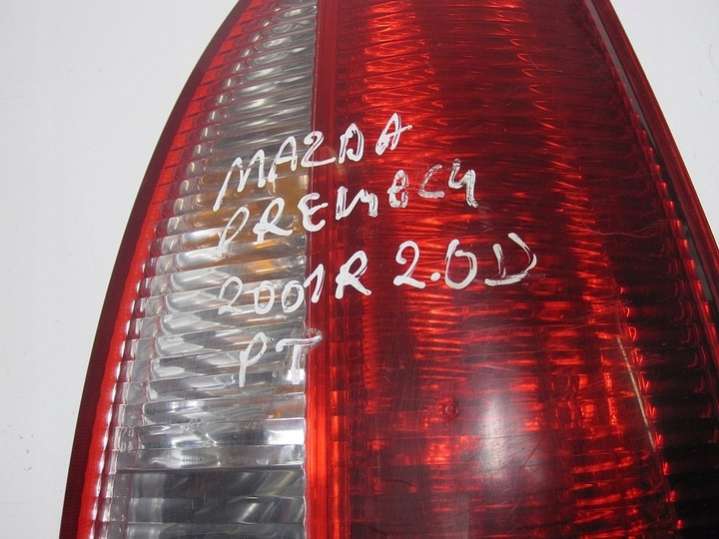 MAZDA
PREMACY
2001R 2.0D
PT